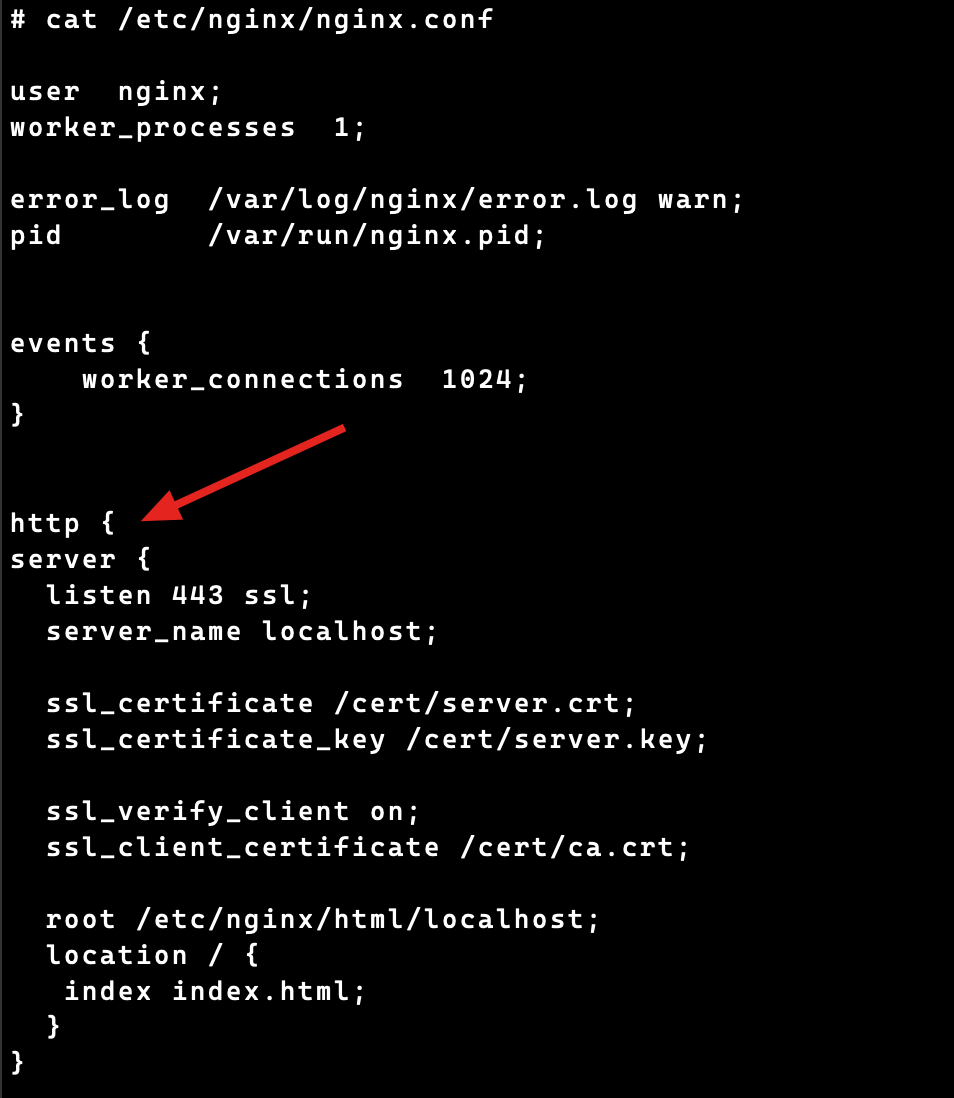 # cat /etc/nginx/nginx.conf
user  nginx;
worker_processes  1;
error_log  /var/log/nginx/error.log warn;
pid        /var/run/nginx.pid;
events {
    worker_connections  1024;
}
http {
server {
  listen 443 ssl;
  server_name localhost;
  ssl_certificate /cert/server.crt;
  ssl_certificate_key /cert/server.key;
  ssl_verify_client on;
  ssl_client_certificate /cert/ca.crt;
  root /etc/nginx/html/localhost;
  location / {
   index index.html;
  }
}